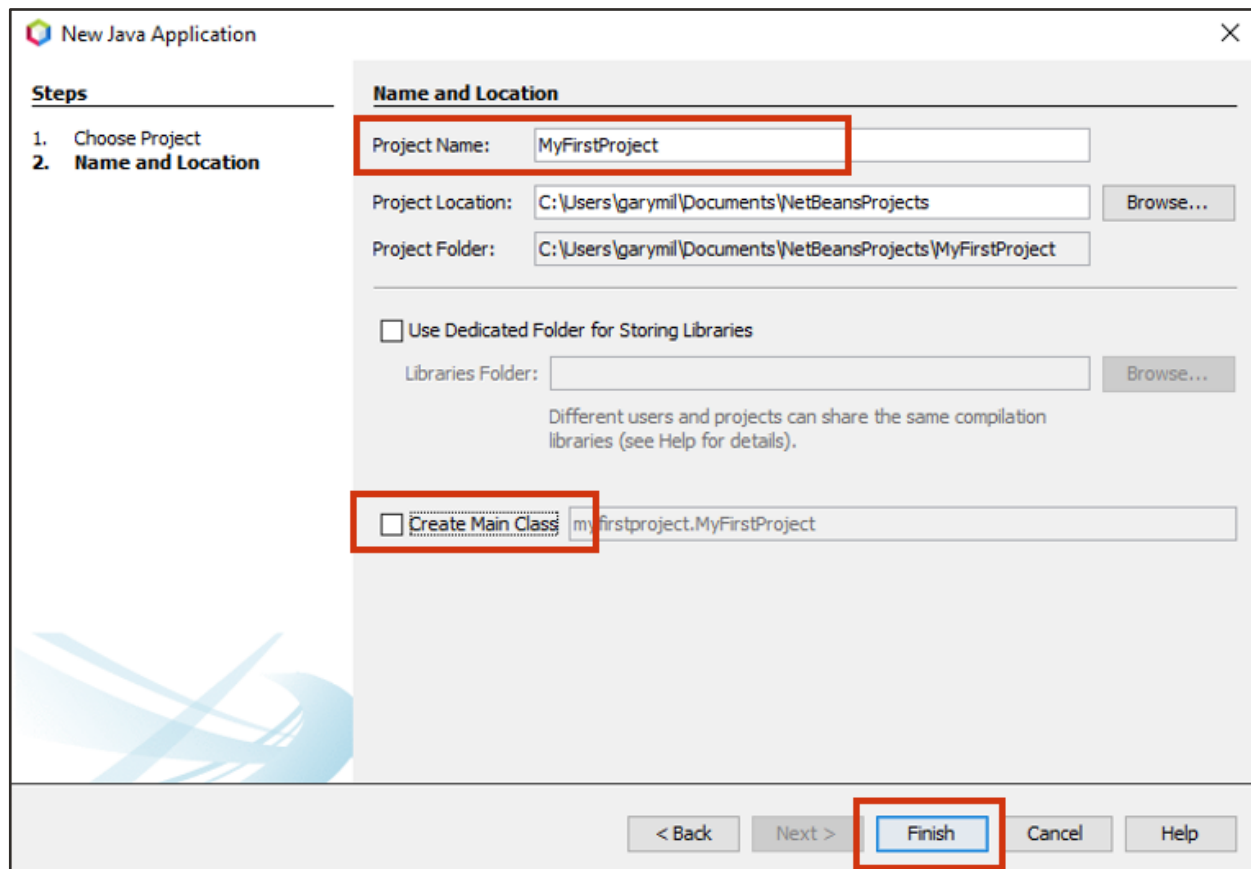 New Java Application
Steps
1. Choose Project
2. Name and Location
Name and Location
Project Name: MyFirstProject
Project Location: C:\Users\garymil\Documents\NetBeansProjects Browse...
Project Folder: C:\Users\garymil\Documents\NetBeansProjects\MyFirstProject
Use Dedicated Folder for Storing Libraries
Libraries Folder: Browse...
Different users and projects can share the same compilation
libraries (see Help for details).
Create Main Class myfirstproject.MyFirstProject
< Back Next > Finish Cancel Help